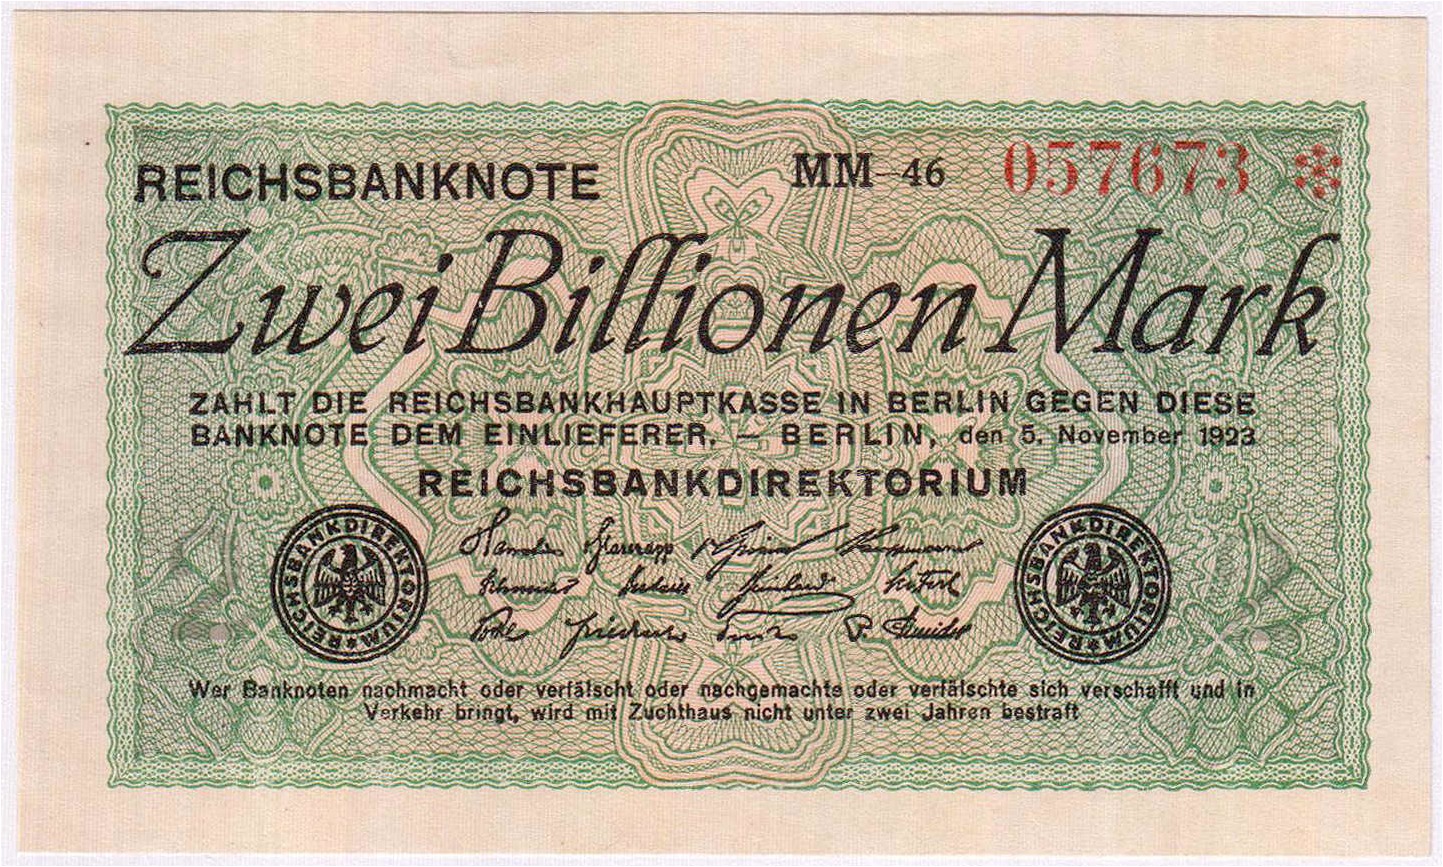 REICHSBANKNOTE MM-46 057673 *
Zwei Billionen Mark
ZAHLT DIE REICHSBANKHAUPTKASSE IN BERLIN GEGEN DIESE
BANKNOTE DEM EINLIEFERER. – BERLIN, den 5. November 1923
REICHSBANKDIREKTORIUM
REICHSBANKDIREKTORIUM
REICHSBANKDIREKTORIUM
Wer Banknoten nachmacht oder verfälscht oder nachgemachte oder verfälschte sich verschafft und in
Verkehr bringt, wird mit Zuchthaus nicht unter zwei Jahren bestraft